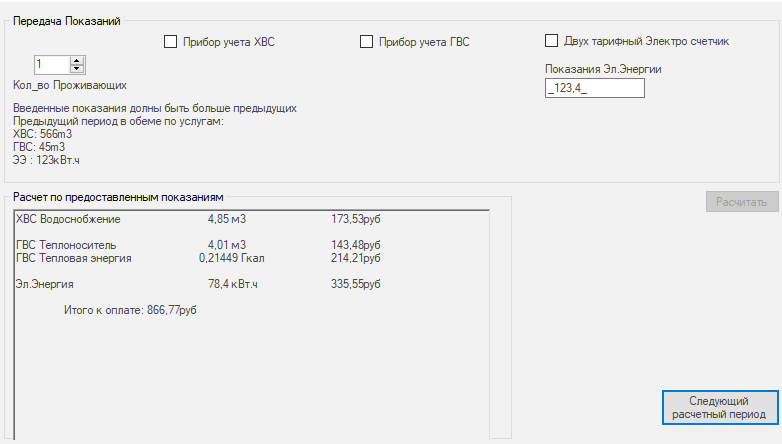 Передача Показаний
Прибор учета ХВС
Прибор учета ГВС
Двух тарифный Электро счетчик
1
Кол_во Проживающих
Показания Эл.Энергии
_123,4_
Введенные показания долны быть больше предыдущих
Предыдущий период в обеме по услугам:
ХВС: 566m3
ГВС: 45m3
ЭЭ : 123кВт.ч
Расчет по предоставленным показаниям
Расчитать
ХВС Водоснобжение 4,85 м3 173,53руб
ГВС Теплоноситель 4,01 м3 143,48руб
ГВС Тепловая энергия 0,21449 Гкал 214,21руб
Эл.Энергия 78,4 кВт.ч 335,55руб
Итого к оплате: 866,77руб
Следующий
расчетный период